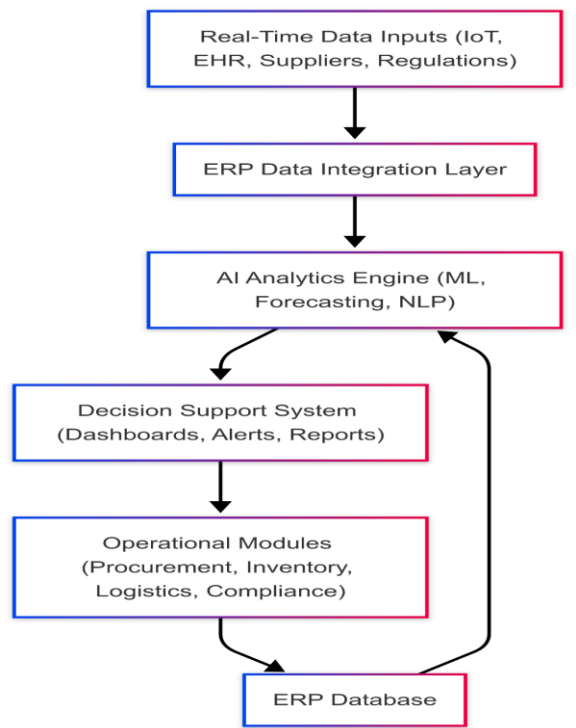 Real-Time Data Inputs (IoT,
EHR, Suppliers, Regulations)
ERP Data Integration Layer
AI Analytics Engine (ML,
Forecasting, NLP)
Decision Support System
(Dashboards, Alerts, Reports)
Operational Modules
(Procurement, Inventory,
Logistics, Compliance)
ERP Database